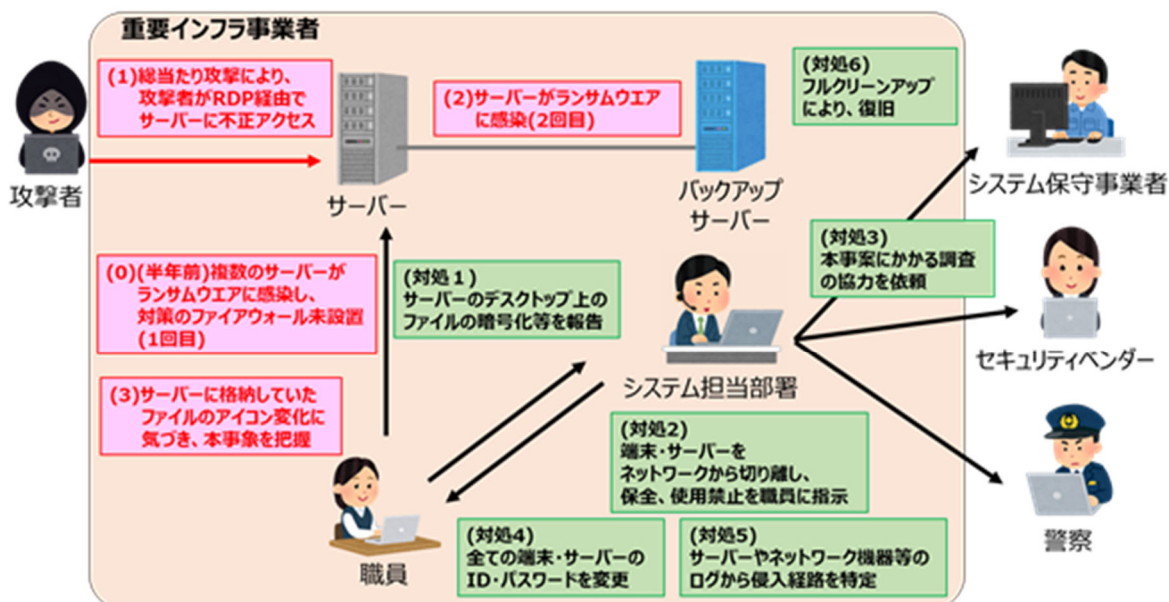 重要インフラ事業者
(1)総当たり攻撃により、
攻撃者がRDP経由で
サーバーに不正アクセス
(2)サーバーがランサムウエア
に感染(2回目)
(対処6)
フルクリーンアップ
により、復旧
攻撃者
サーバー
バックアップ
サーバー
システム保守事業者
(0)(半年前)複数のサーバーが
ランサムウエアに感染し、
対策のファイアウォール未設置
(1回目)
(対処１)
サーバーのデスクトップ上の
ファイルの暗号化等を報告
(対処3)
本事案にかかる調査
の協力を依頼
セキュリティベンダー
システム担当部署
(3)サーバーに格納していた
ファイルのアイコン変化に
気づき、本事象を把握
(対処2)
端末・サーバーを
ネットワークから切り離し、
保全、使用禁止を職員に指示
職員
(対処4)
全ての端末・サーバーの
ID・パスワードを変更
(対処5)
サーバーやネットワーク機器等の
ログから侵入経路を特定
警察